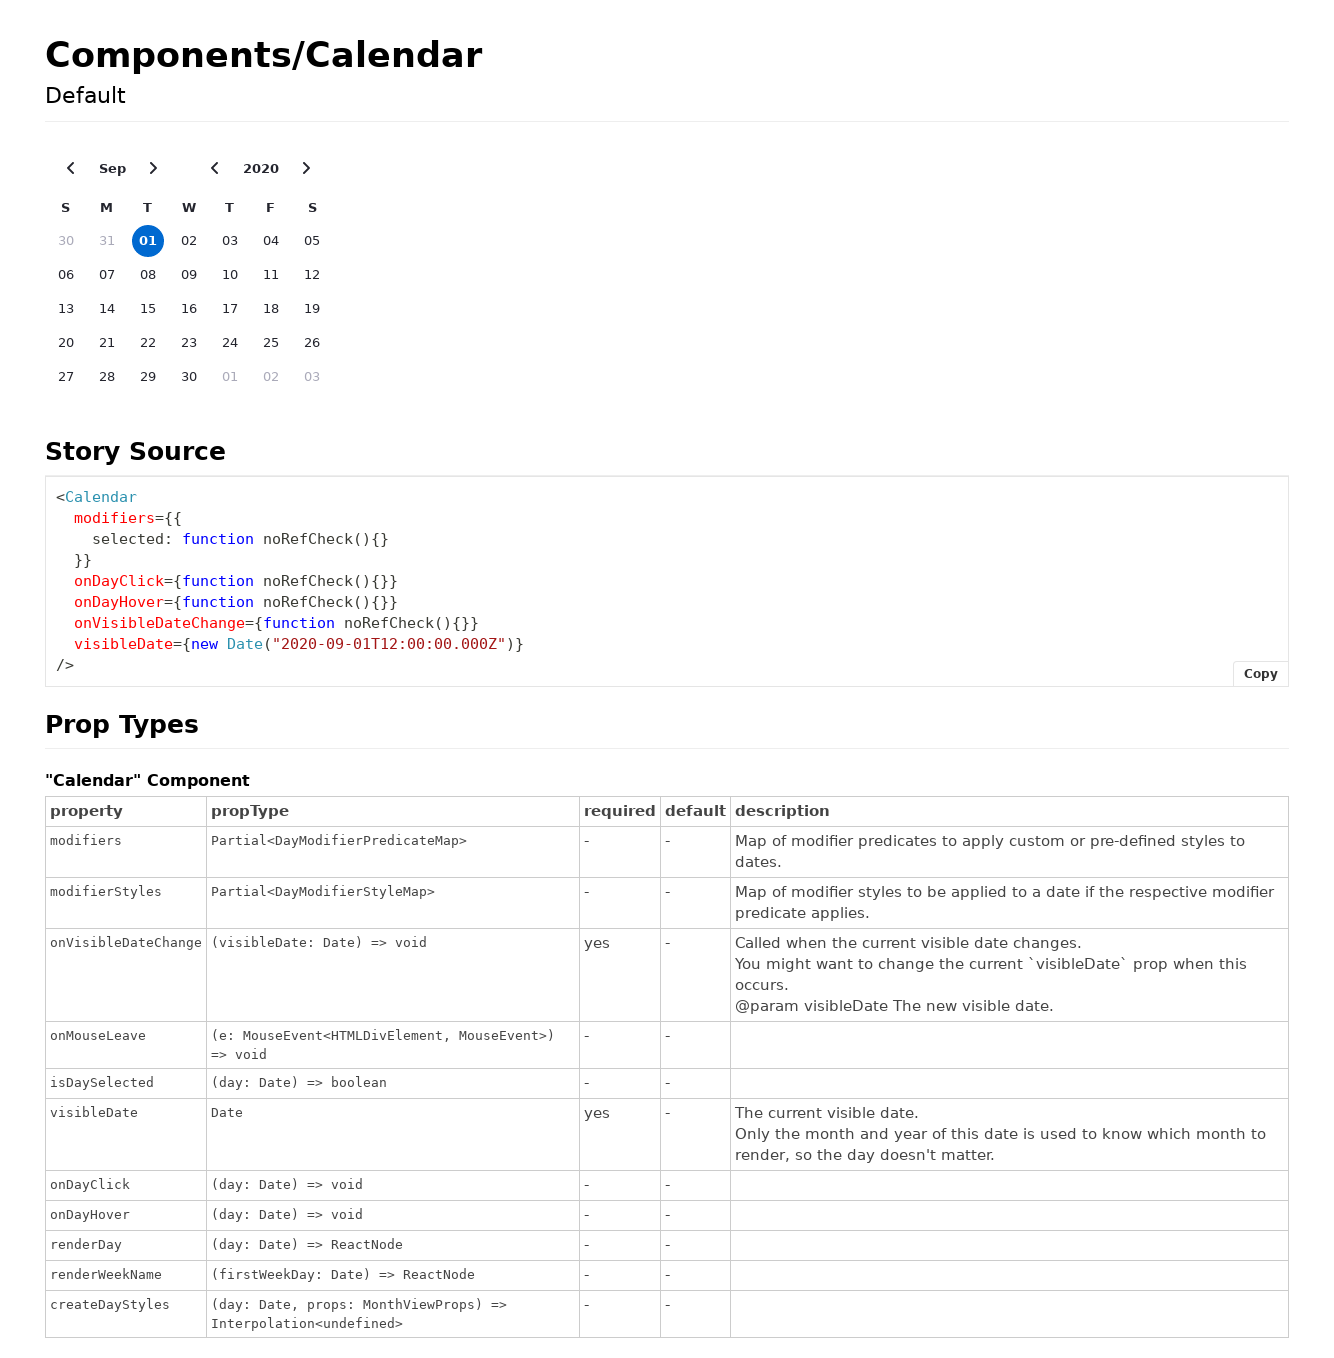 Components/Calendar
Default
Sep 2020
S M T W T F S
30 31 01 02 03 04 05
06 07 08 09 10 11 12
13 14 15 16 17 18 19
20 21 22 23 24 25 26
27 28 29 30 01 02 03
Story Source
<Calendar
  modifiers={{
    selected: function noRefCheck(){}
  }}
  onDayClick={function noRefCheck(){}}
  onDayHover={function noRefCheck(){}}
  onVisibleDateChange={function noRefCheck(){}}
  visibleDate={new Date("2020-09-01T12:00:00.000Z")}
/>
Copy
Prop Types
"Calendar" Component
property propType required default description
modifiers Partial<DayModifierPredicateMap> - - Map of modifier predicates to apply custom or pre-defined styles to
dates.
modifierStyles Partial<DayModifierStyleMap> - - Map of modifier styles to be applied to a date if the respective modifier
predicate applies.
onVisibleDateChange (visibleDate: Date) => void yes - Called when the current visible date changes.
You might want to change the current `visibleDate` prop when this
occurs.
@param visibleDate The new visible date.
onMouseLeave (e: MouseEvent<HTMLDivElement, MouseEvent>) - -
=> void
isDaySelected (day: Date) => boolean - -
visibleDate Date yes - The current visible date.
Only the month and year of this date is used to know which month to
render, so the day doesn't matter.
onDayClick (day: Date) => void - -
onDayHover (day: Date) => void - -
renderDay (day: Date) => ReactNode - -
renderWeekName (firstWeekDay: Date) => ReactNode - -
createDayStyles (day: Date, props: MonthViewProps) => - -
Interpolation<undefined>